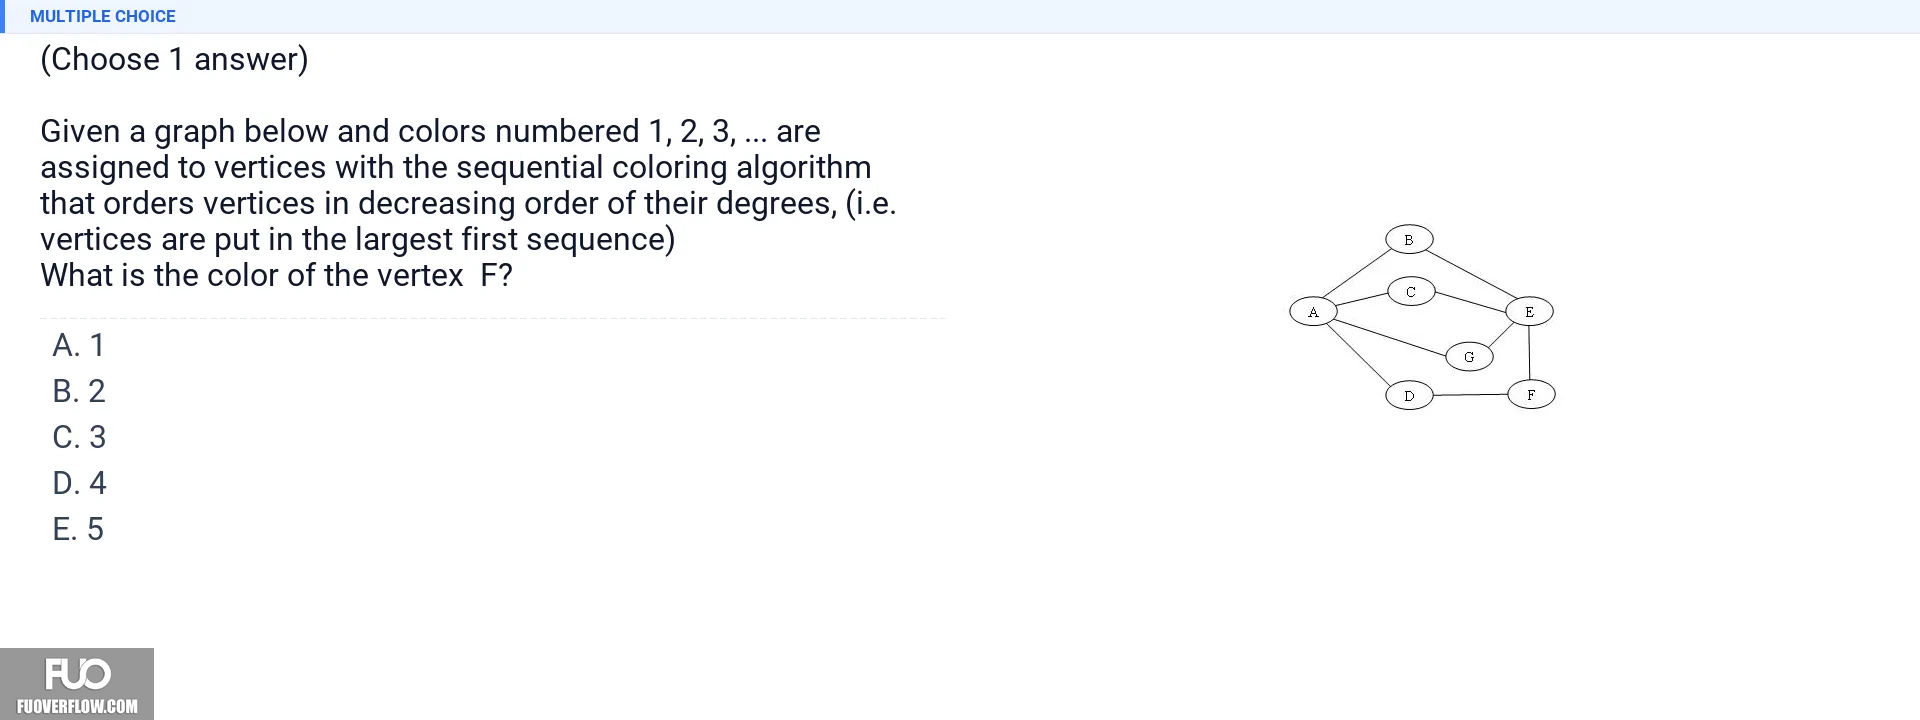 MULTIPLE CHOICE
(Choose 1 answer)
Given a graph below and colors numbered 1, 2, 3, ... are
assigned to vertices with the sequential coloring algorithm
that orders vertices in decreasing order of their degrees, (i.e.
vertices are put in the largest first sequence)
What is the color of the vertex F?
A. 1
B. 2
C. 3
D. 4
E. 5
B
C
A
E
G
D
F
FUO
FUOVERFLOW.COM